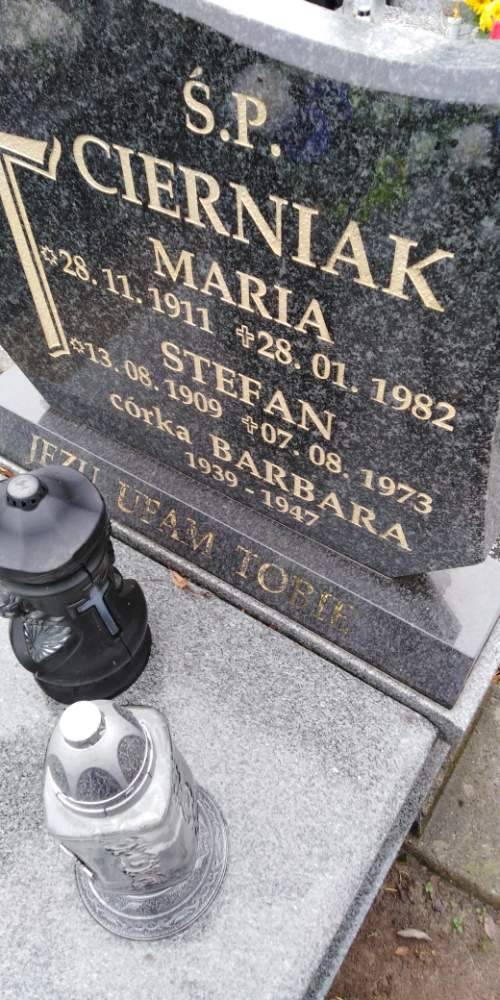 Ś.P.
CIERNIAK
MARIA
✡28.11.1911 ✝28.01.1982
STEFAN
✡13.08.1909 ✝07.08.1973
córka BARBARA
1939-1947
JEZU UFAM TOBIE